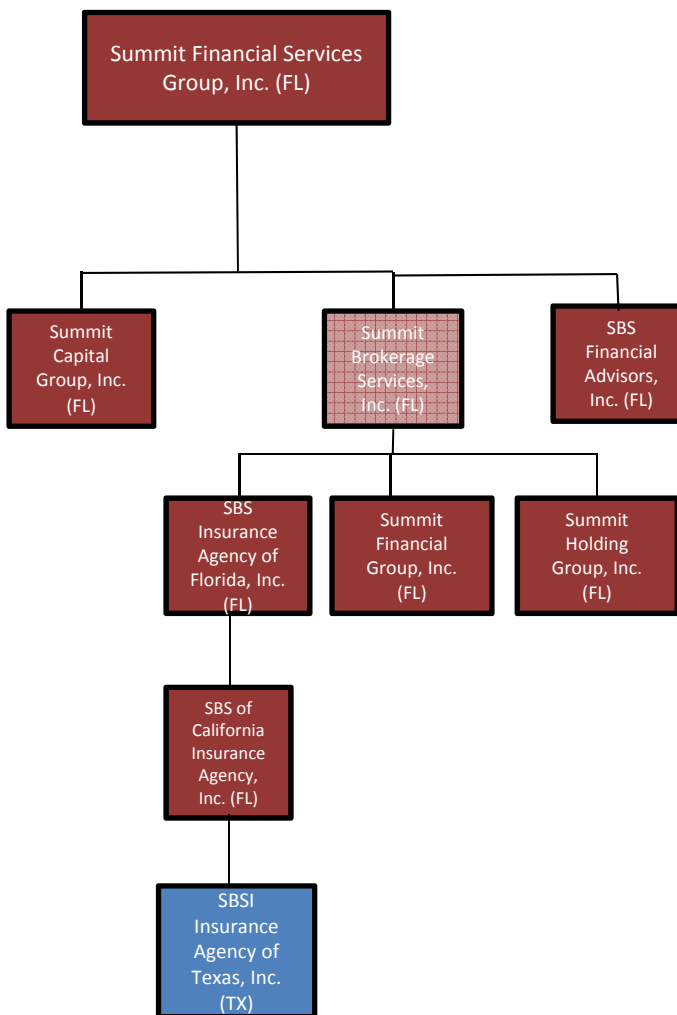 Summit Financial Services
Group, Inc. (FL)
Summit
Capital
Group, Inc.
(FL)
Summit
Brokerage
Services,
Inc. (FL)
SBS
Financial
Advisors,
Inc. (FL)
SBS
Insurance
Agency of
Florida, Inc.
(FL)
Summit
Financial
Group, Inc.
(FL)
Summit
Holding
Group, Inc.
(FL)
SBS of
California
Insurance
Agency,
Inc. (FL)
SBSI
Insurance
Agency of
Texas, Inc.
(TX)